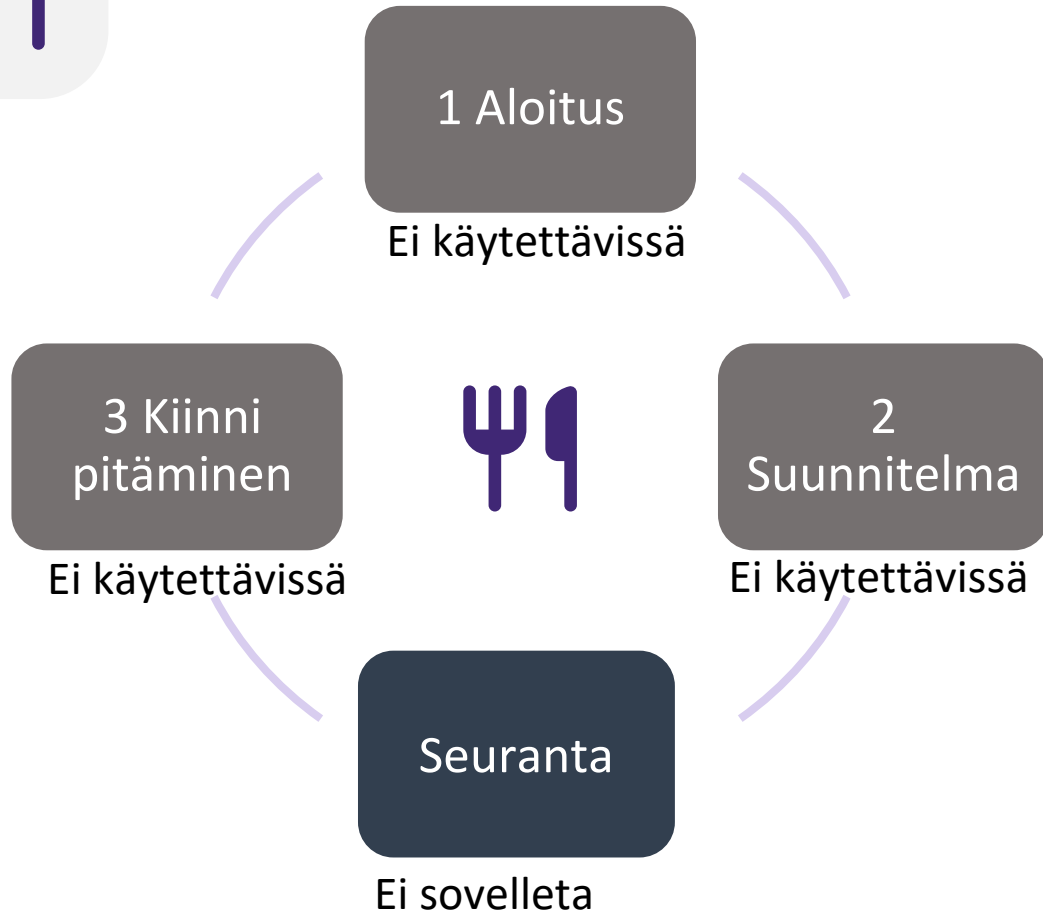 1 Aloitus
Ei käytettävissä
3 Kiinni
pitäminen
Ei käytettävissä
2
Suunnitelma
Ei käytettävissä
Seuranta
Ei sovelleta